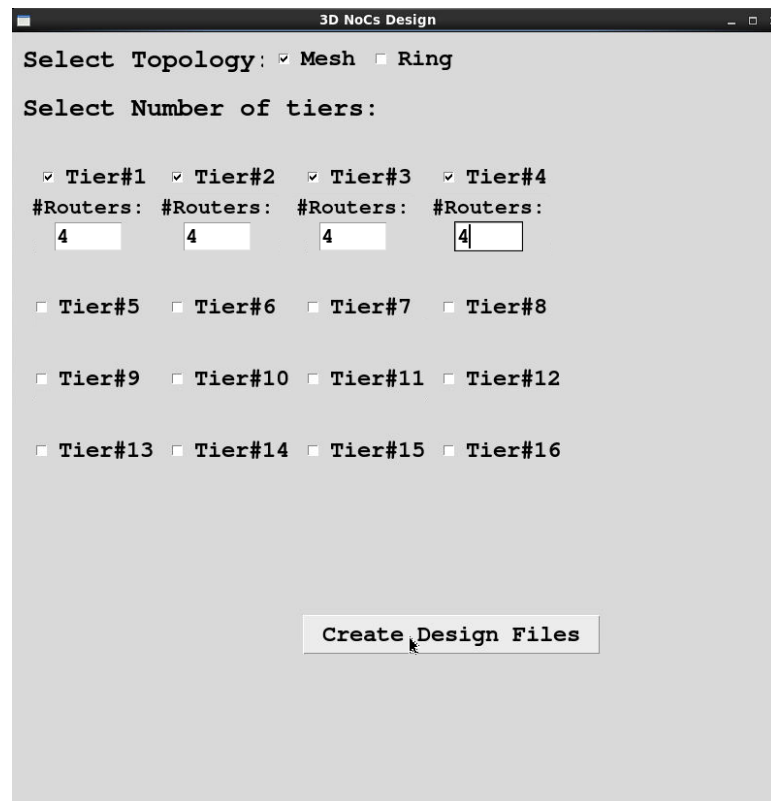 3D NoCs Design
Select Topology: Mesh Ring
Select Number of tiers:
Tier#1 Tier#2 Tier#3 Tier#4
#Routers: #Routers: #Routers: #Routers:
4 4 4 4
Tier#5 Tier#6 Tier#7 Tier#8
Tier#9 Tier#10 Tier#11 Tier#12
Tier#13 Tier#14 Tier#15 Tier#16
Create Design Files